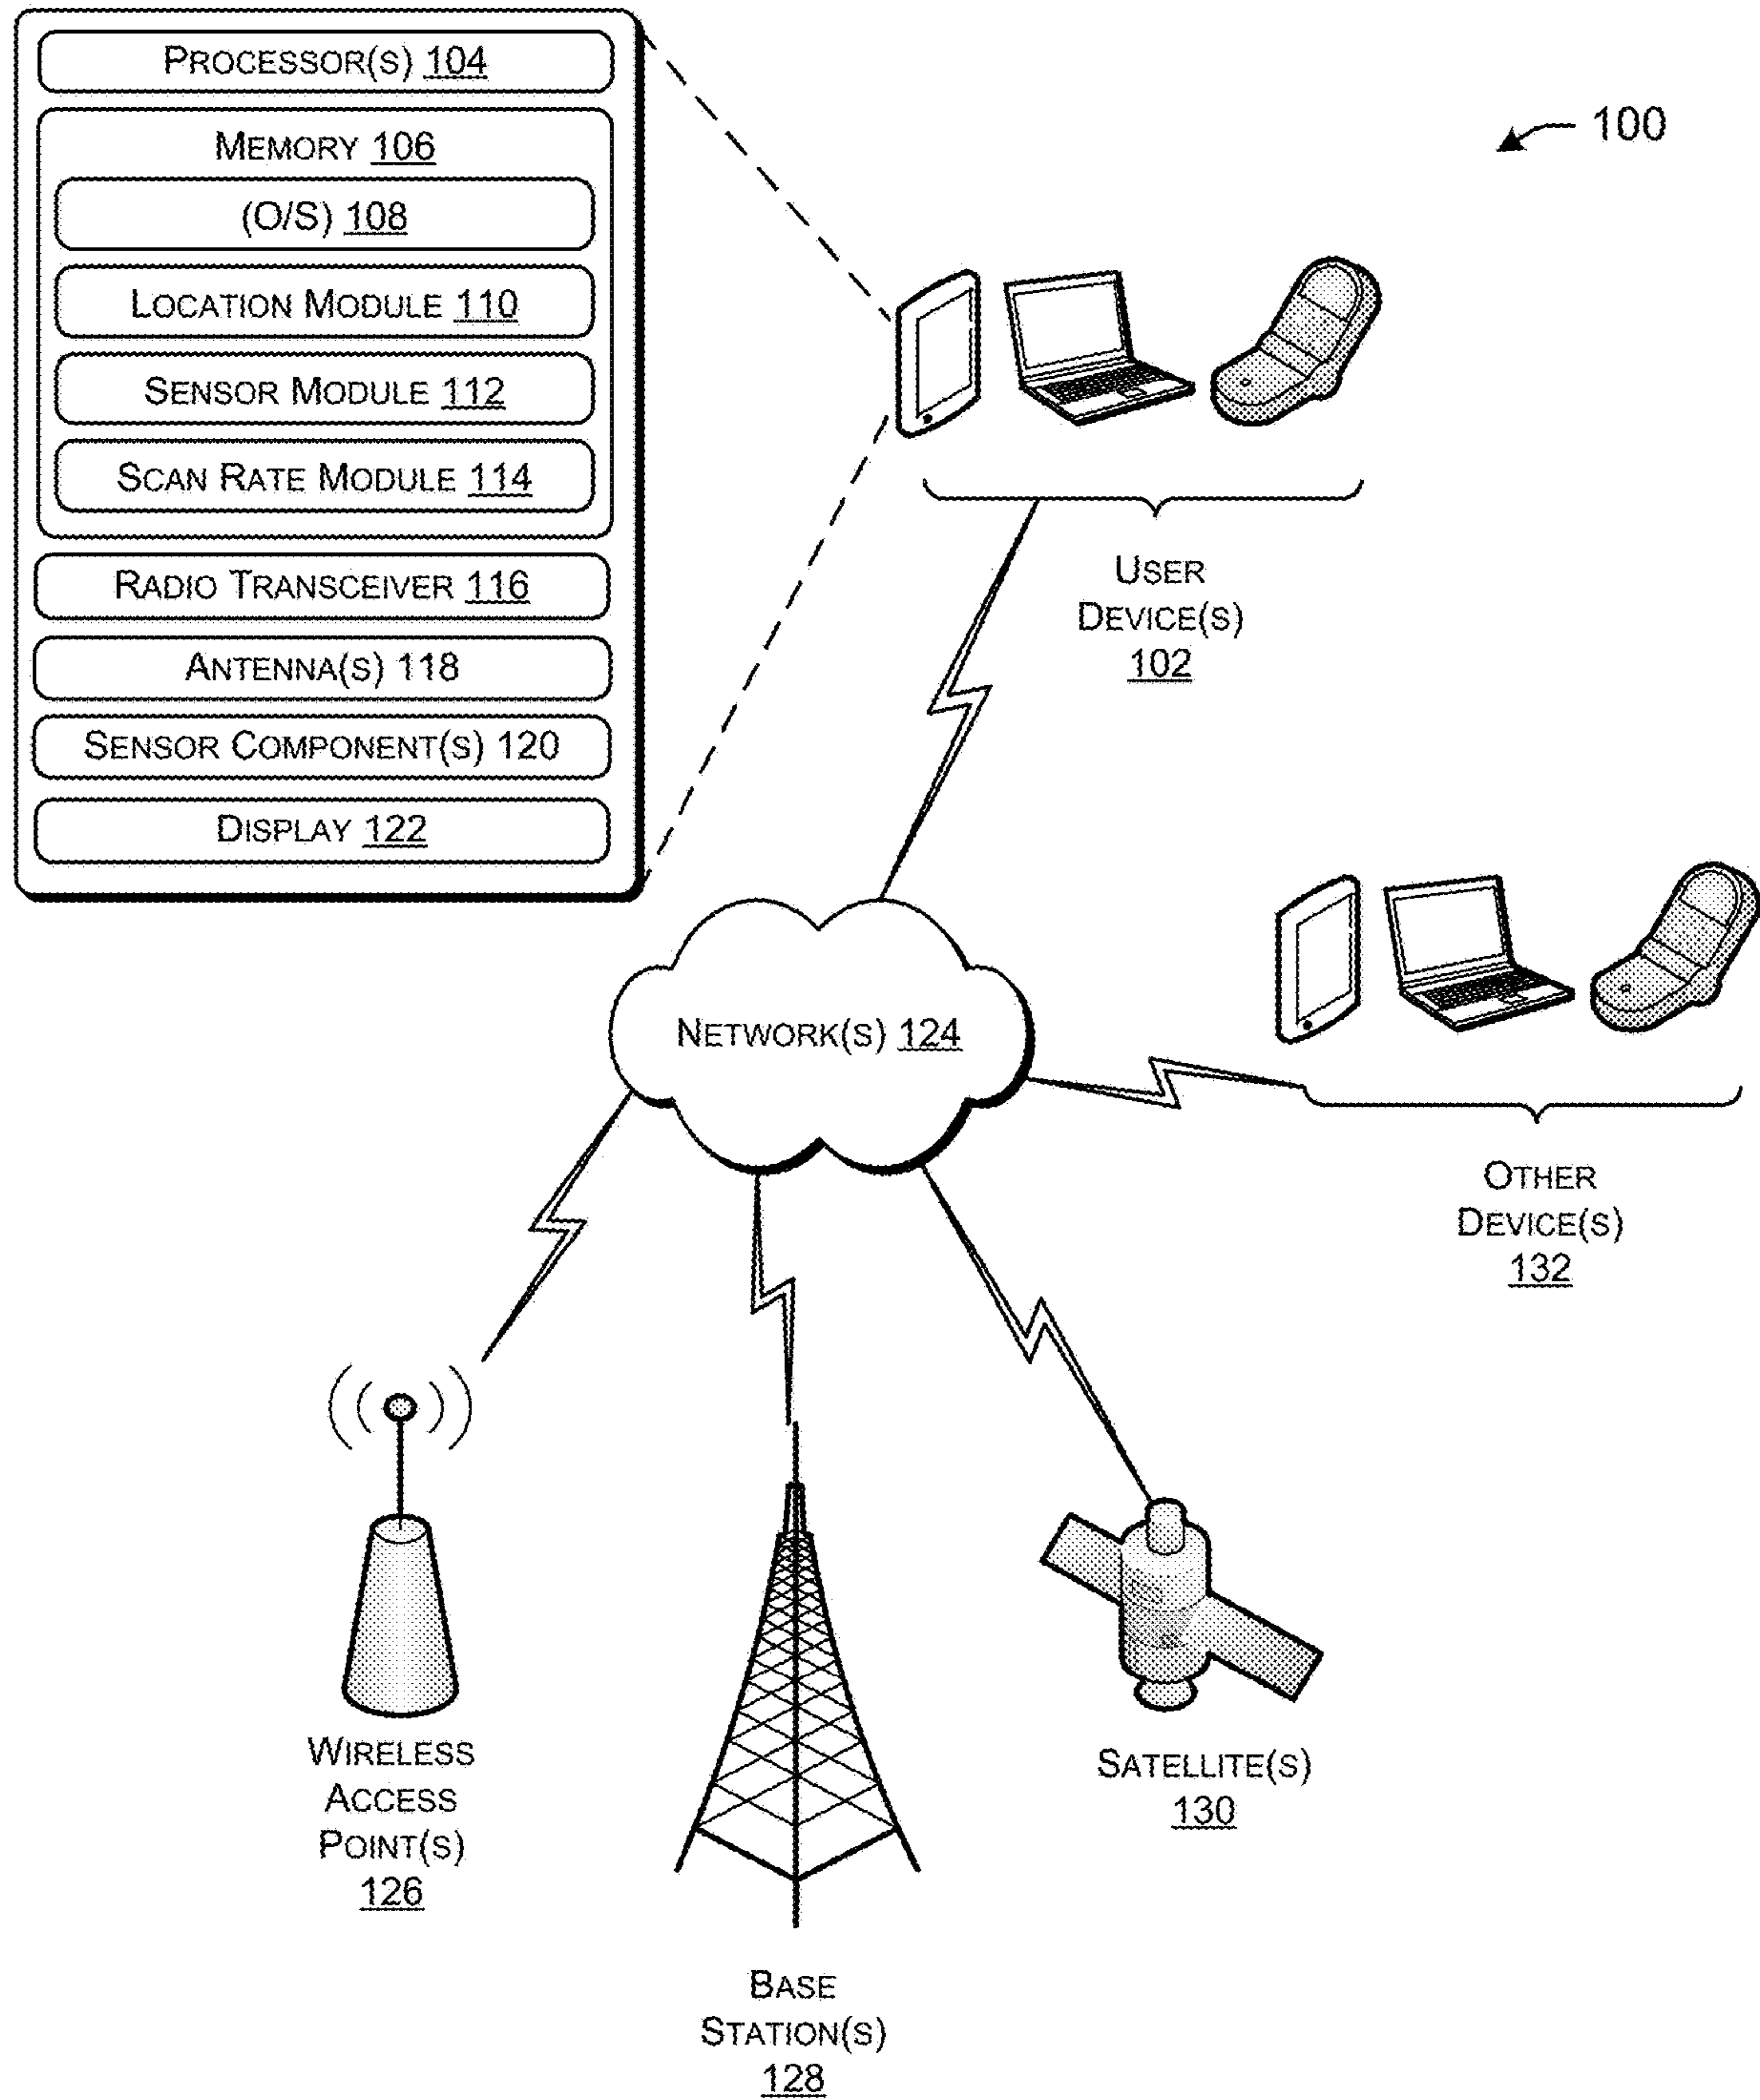 PROCESSOR(S) 104
MEMORY 106
(O/S) 108
LOCATION MODULE 110
SENSOR MODULE 112
SCAN RATE MODULE 114
RADIO TRANSCEIVER 116
ANTENNA(S) 118
SENSOR COMPONENT(S) 120
DISPLAY 122
100
USER
DEVICE(S)
102
NETWORK(S) 124
OTHER
DEVICE(S)
132
WIRELESS
ACCESS
POINT(S)
126
BASE
STATION(S)
128
SATELLITE(S)
130